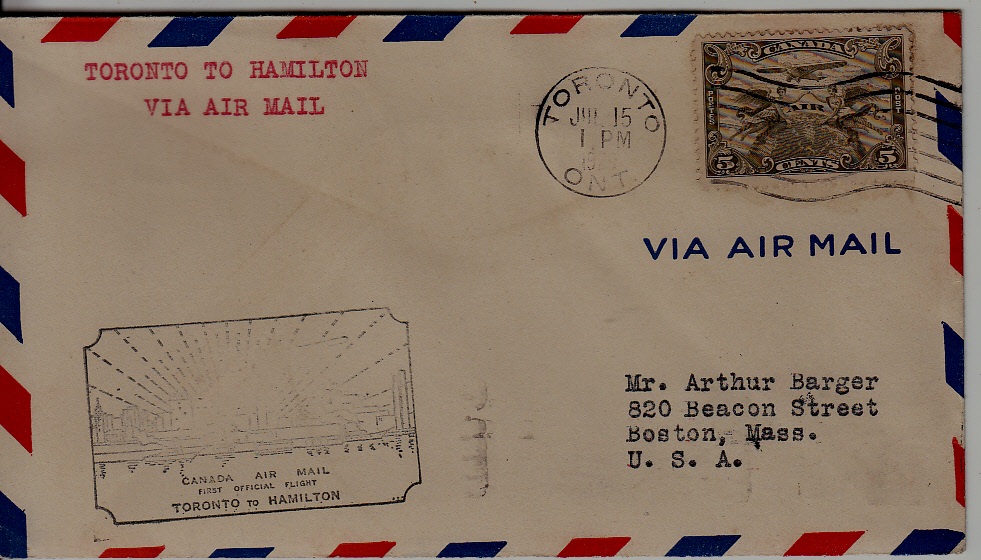 TORONTO TO HAMILTON
VIA AIR MAIL
TORONTO
JUL 15
1 PM
ONT.
CANADA
POSTES
AIR
POST
5 CENTS 5
VIA AIR MAIL
Mr. Arthur Barger
820 Beacon Street
Boston, Mass.
U. S. A.
CANADA AIR MAIL
FIRST OFFICIAL FLIGHT
TORONTO TO HAMILTON